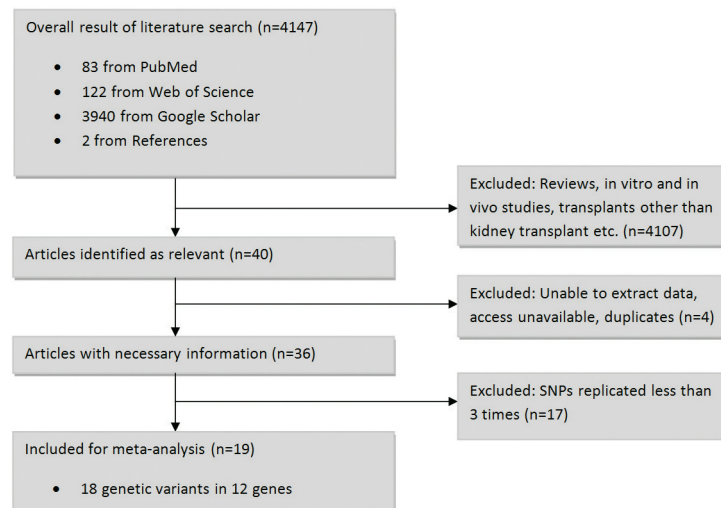 Overall result of literature search (n=4147)
• 83 from PubMed
• 122 from Web of Science
• 3940 from Google Scholar
• 2 from References
Excluded: Reviews, in vitro and in
vivo studies, transplants other than
kidney transplant etc. (n=4107)
Articles identified as relevant (n=40)
Excluded: Unable to extract data,
access unavailable, duplicates (n=4)
Articles with necessary information (n=36)
Excluded: SNPs replicated less than
3 times (n=17)
Included for meta-analysis (n=19)
• 18 genetic variants in 12 genes